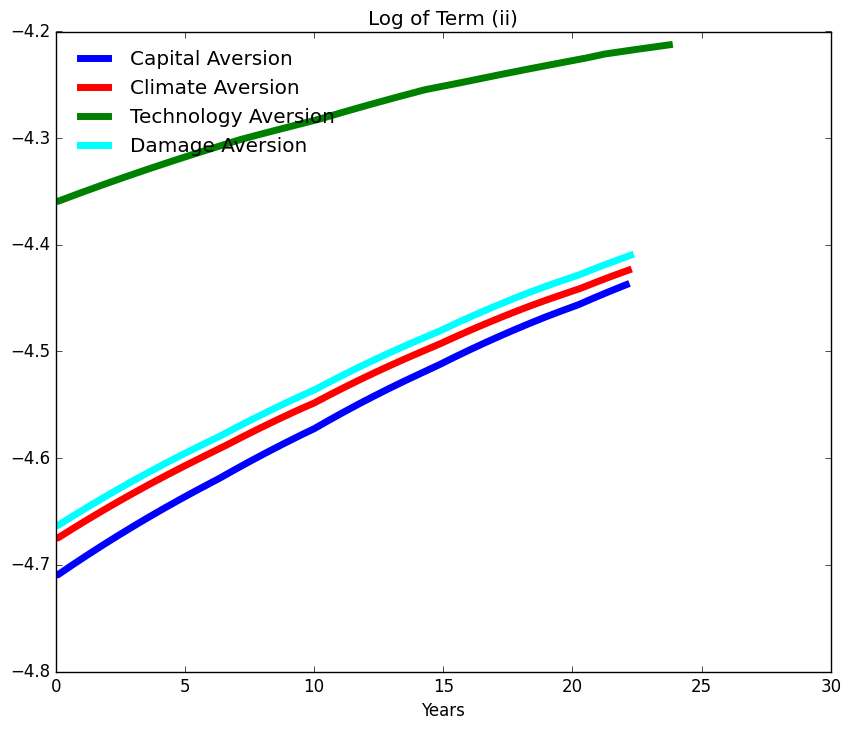 Log of Term (ii)
−4.2
−4.3
−4.4
−4.5
−4.6
−4.7
−4.8
Capital Aversion
Climate Aversion
Technology Aversion
Damage Aversion
0 5 10 15 20 25 30
Years